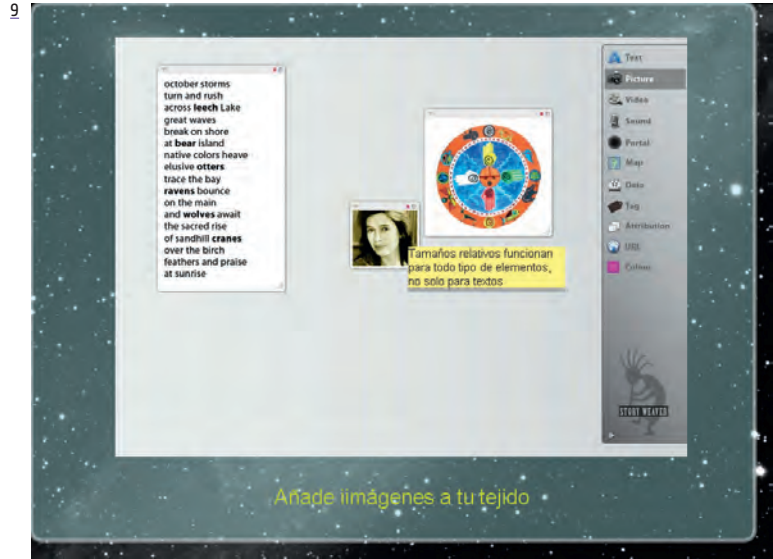 9
october storms
turn and rush
across leech Lake
great waves
break on shore
at bear island
native colors heave
elusive otters
trace the bay
ravens bounce
on the main
and wolves await
the sacred rise
of sandhill cranes
over the birch
feathers and praise
at sunrise
Tamaños relativos funcionan
para todo tipo de elementos,
no solo para textos
Text
Picture
Video
Sound
Portal
Map
Date
Tag
Attribution
URL
Colour
STORY WEAVER
Añade iimágenes a tu tejido